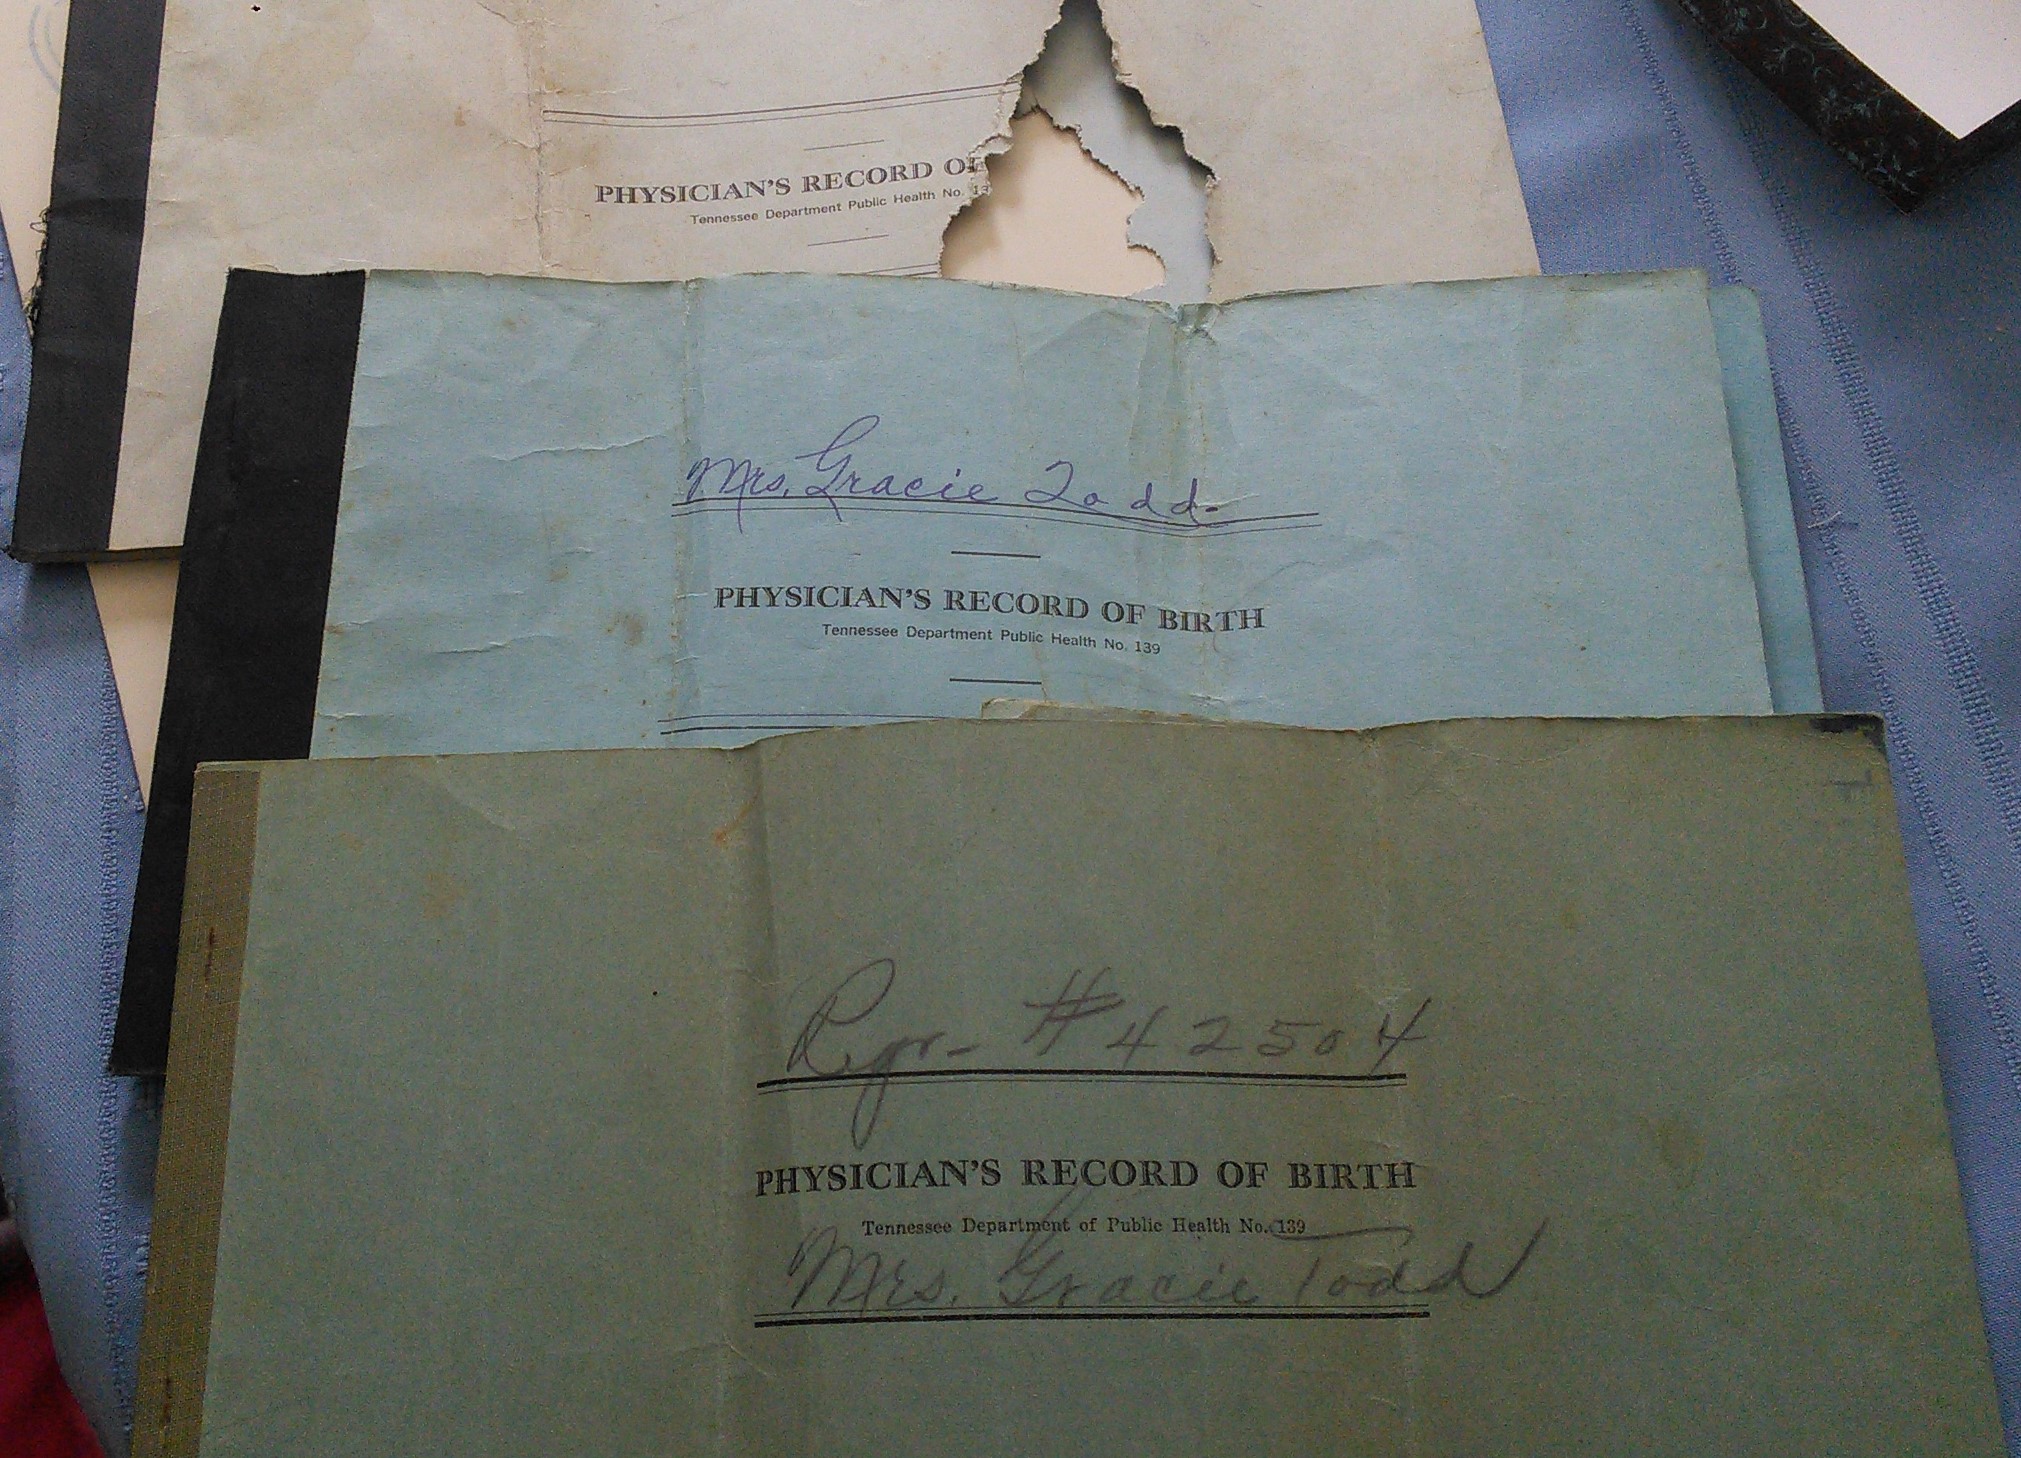 PHYSICIAN'S RECORD OF
Tennessee Department Public Health No. 13
Mrs. Gracie Todd.
PHYSICIAN'S RECORD OF BIRTH
Tennessee Department Public Health No. 139
# 42504
PHYSICIAN'S RECORD OF BIRTH
Tennessee Department of Public Health No. 139
Mrs. Gracie Todd